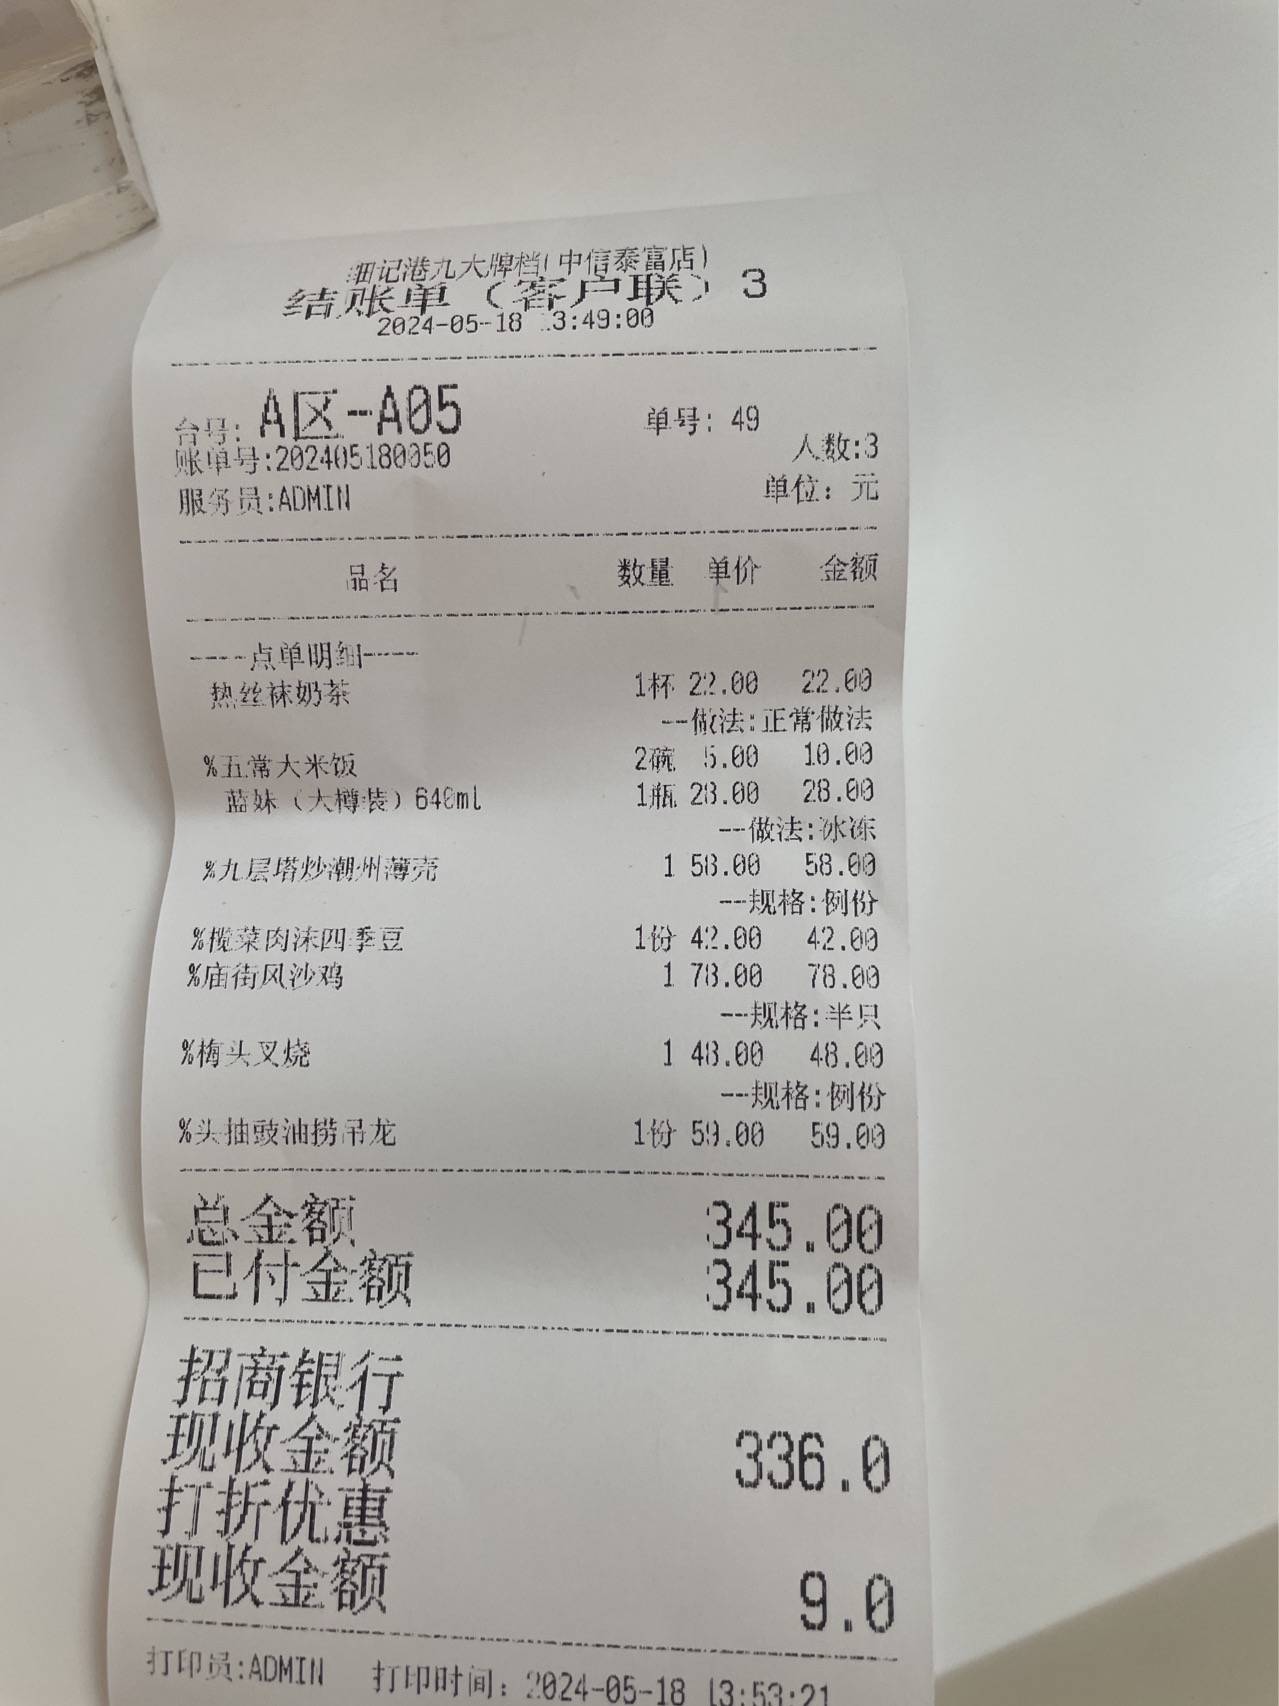 细记港九大牌档(中信泰富店)
结账单（客户联）3
2024-05-18 13:49:00
台号: A区-A05 单号: 49
账单号:202405180050 人数:3
服务员:ADMIN 单位: 元
品名 数量 单价 金额
----点单明细----
热丝袜奶茶 1杯 22.00 22.00
--做法:正常做法
%五常大米饭 2碗 5.00 10.00
蓝妹（大樽装）640ml 1瓶 28.00 28.00
--做法:冰冻
%九层塔炒潮州薄壳 1 58.00 58.00
--规格:例份
%榄菜肉沫四季豆 1份 42.00 42.00
%庙街风沙鸡 1 78.00 78.00
--规格:半只
%梅头叉烧 1 48.00 48.00
--规格:例份
%头抽豉油捞吊龙 1份 59.00 59.00
总金额 345.00
已付金额 345.00
招商银行
现收金额 336.0
打折优惠
现收金额 9.0
打印员:ADMIN 打印时间: 2024-05-18 13:53:21